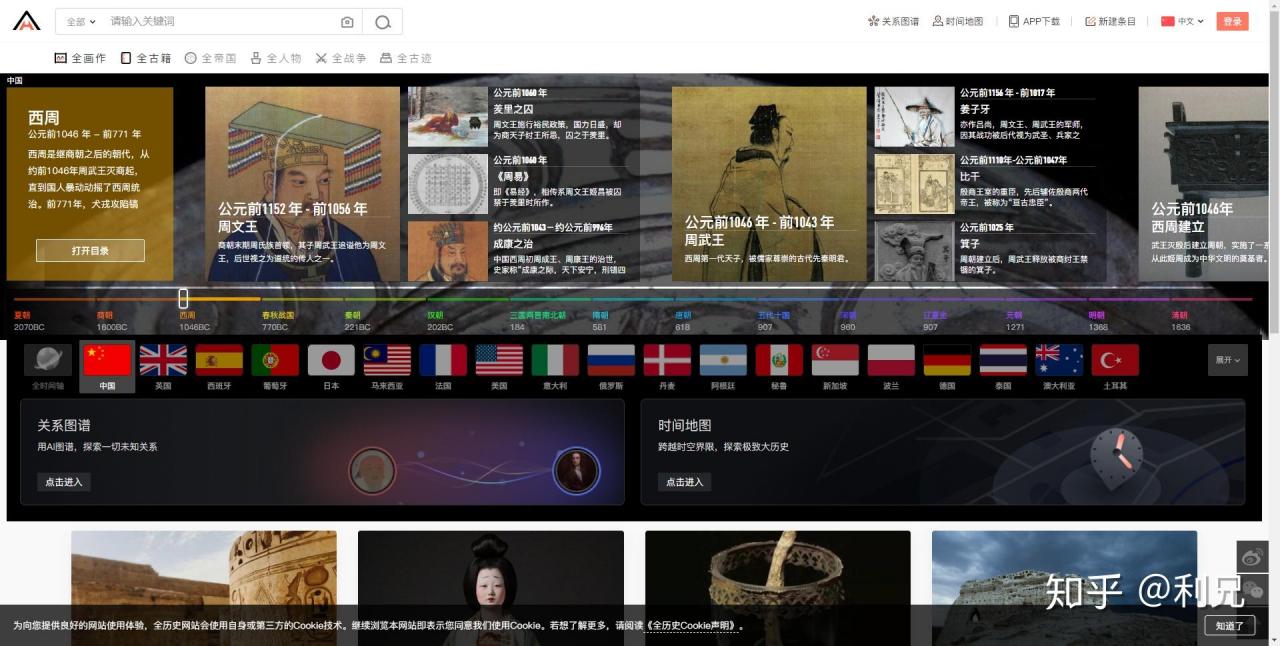 全部
请输入关键词
关系图谱
时间地图
APP下载
新建条目
中文
登录
全画作
全古籍
全帝国
全人物
全战争
全古迹
中国
西周
公元前1046 年 – 前771 年
西周是继商朝之后的朝代，从
约前1046年周武王灭商起，
直到国人暴动动摇了西周统
治。前771年，犬戎攻陷镐
打开目录
公元前1152 年 - 前1056 年
周文王
商朝末期周氏族首领，其子周武王追谥他为周文
王，后世视之为道统的传人之一。
公元前1060 年
羑里之囚
周文王施行裕民政策，国力日盛，却
为商天子纣王所忌，囚之于羑里。
公元前1060 年
《周易》
即《易经》，相传系周文王姬昌被囚
禁于羑里时所作。
约公元前1043－约公元前996年
成康之治
中国西周初周成王、周康王的治世，
史家称“成康之际，天下安宁，刑错四
公元前1046 年 - 前1043 年
周武王
西周第一代天子，被儒家尊崇的古代先秦明君。
公元前1156 年 - 前1017 年
姜子牙
亦作吕尚，周文王、周武王的军师，
因其战功被后代视为武圣、兵家之
公元前1110年-公元前1047年
比干
殷商王室的重臣，先后辅佐殷商两代
帝王，被称为“亘古忠臣”。
公元前1025 年
箕子
周朝建立后，周武王释放被商纣王禁
锢的箕子。
公元前1046年
西周建立
武王灭殷后建立周朝，实施了一系
从此姬周成为中华文明的奠基者。
夏朝
商朝
西周
春秋战国
秦朝
汉朝
三国两晋南北朝
隋朝
唐朝
五代十国
宋朝
辽夏金
元朝
明朝
清朝
2070BC
1600BC
1046BC
770BC
221BC
202BC
184
581
618
907
960
907
1271
1368
1636
全时间轴
中国
英国
西班牙
葡萄牙
日本
马来西亚
法国
美国
意大利
俄罗斯
丹麦
阿根廷
秘鲁
新加坡
波兰
德国
泰国
澳大利亚
土耳其
展开
关系图谱
用AI图谱，探索一切未知关系
点击进入
时间地图
跨越时空界限，探索极致大历史
点击进入
知乎 @利兄
为向您提供良好的网站使用体验，全历史网站会使用自身或第三方的Cookie技术。继续浏览本网站即表示您同意我们使用Cookie。若想了解更多，请阅读《全历史Cookie声明》。
知道了